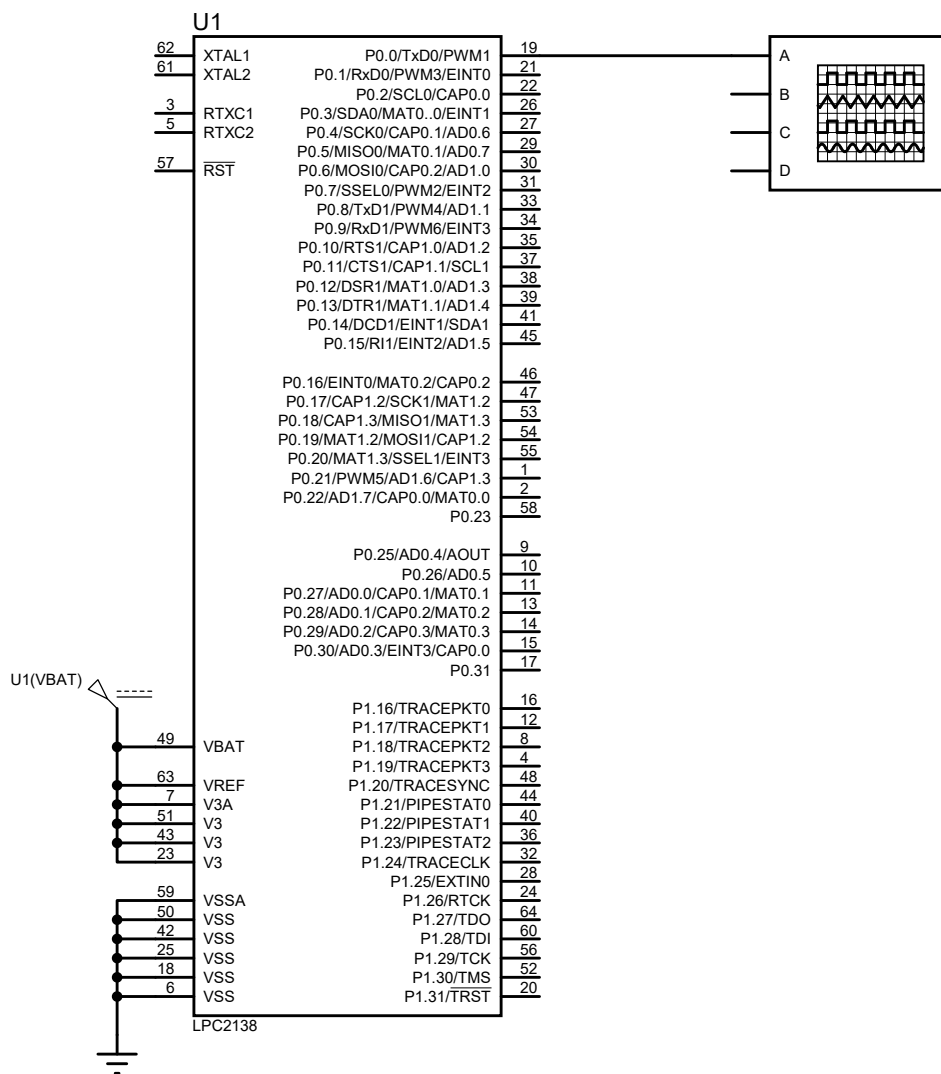 U1
62 XTAL1 P0.0/TxD0/PWM1 19 A
61 XTAL2 P0.1/RxD0/PWM3/EINT0 21
P0.2/SCL0/CAP0.0 22 B
3 RTXC1 P0.3/SDA0/MAT0..0/EINT1 26
5 RTXC2 P0.4/SCK0/CAP0.1/AD0.6 27 C
P0.5/MISO0/MAT0.1/AD0.7 29
57 RST P0.6/MOSI0/CAP0.2/AD1.0 30 D
P0.7/SSEL0/PWM2/EINT2 31
P0.8/TxD1/PWM4/AD1.1 33
P0.9/RxD1/PWM6/EINT3 34
P0.10/RTS1/CAP1.0/AD1.2 35
P0.11/CTS1/CAP1.1/SCL1 37
P0.12/DSR1/MAT1.0/AD1.3 38
P0.13/DTR1/MAT1.1/AD1.4 39
P0.14/DCD1/EINT1/SDA1 41
P0.15/RI1/EINT2/AD1.5 45
P0.16/EINT0/MAT0.2/CAP0.2 46
P0.17/CAP1.2/SCK1/MAT1.2 47
P0.18/CAP1.3/MISO1/MAT1.3 53
P0.19/MAT1.2/MOSI1/CAP1.2 54
P0.20/MAT1.3/SSEL1/EINT3 55
P0.21/PWM5/AD1.6/CAP1.3 1
P0.22/AD1.7/CAP0.0/MAT0.0 2
P0.23 58
P0.25/AD0.4/AOUT 9
P0.26/AD0.5 10
P0.27/AD0.0/CAP0.1/MAT0.1 11
P0.28/AD0.1/CAP0.2/MAT0.2 13
P0.29/AD0.2/CAP0.3/MAT0.3 14
P0.30/AD0.3/EINT3/CAP0.0 15
P0.31 17
U1(VBAT)
P1.16/TRACEPKT0 16
P1.17/TRACEPKT1 12
49 VBAT P1.18/TRACEPKT2 8
P1.19/TRACEPKT3 4
63 VREF P1.20/TRACESYNC 48
7 V3A P1.21/PIPESTAT0 44
51 V3 P1.22/PIPESTAT1 40
43 V3 P1.23/PIPESTAT2 36
23 V3 P1.24/TRACECLK 32
P1.25/EXTIN0 28
59 VSSA P1.26/RTCK 24
50 VSS P1.27/TDO 64
42 VSS P1.28/TDI 60
25 VSS P1.29/TCK 56
18 VSS P1.30/TMS 52
6 VSS P1.31/TRST 20
LPC2138